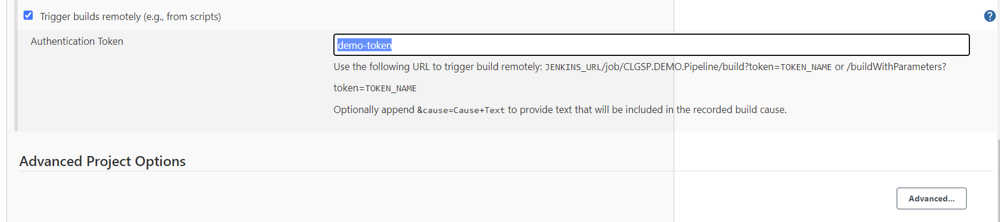 Trigger builds remotely (e.g., from scripts)
?
Authentication Token
demo-token
Use the following URL to trigger build remotely: JENKINS_URL/job/CLGSP.DEMO.Pipeline/build?token=TOKEN_NAME or /buildWithParameters?
token=TOKEN_NAME
Optionally append &cause=Cause+Text to provide text that will be included in the recorded build cause.
Advanced Project Options
Advanced...